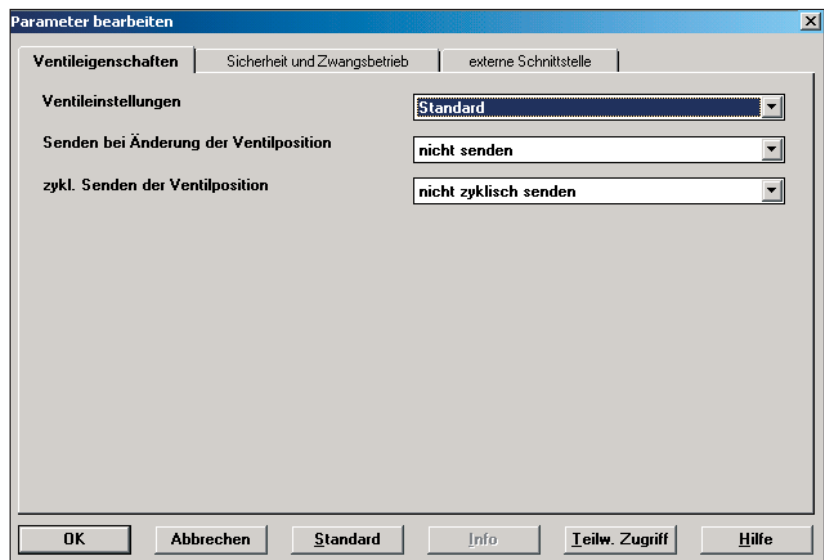 Parameter bearbeiten
Ventileigenschaften Sicherheit und Zwangsbetrieb externe Schnittstelle
Ventileinstellungen Standard
Senden bei Änderung der Ventilposition nicht senden
zykl. Senden der Ventilposition nicht zyklisch senden
OK Abbrechen Standard Info Teilw. Zugriff Hilfe